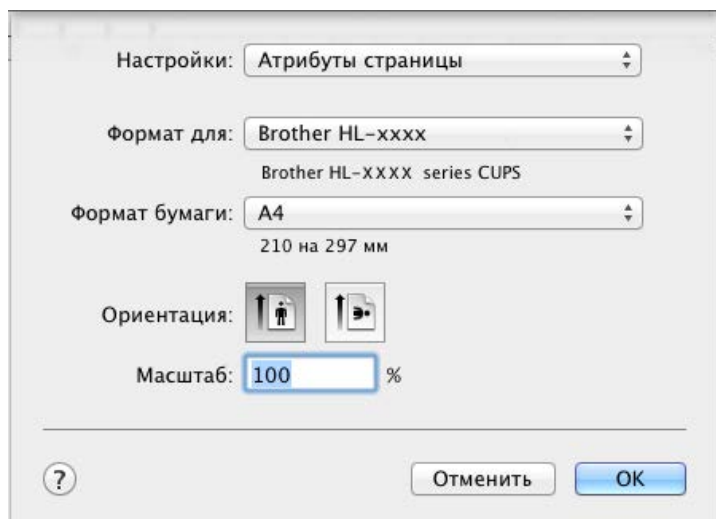 Настройки: Атрибуты страницы
Формат для: Brother HL-xxxx
Brother HL-XXXX series CUPS
Формат бумаги: A4
210 на 297 мм
Ориентация:
Масштаб: 100 %
? Отменить OK